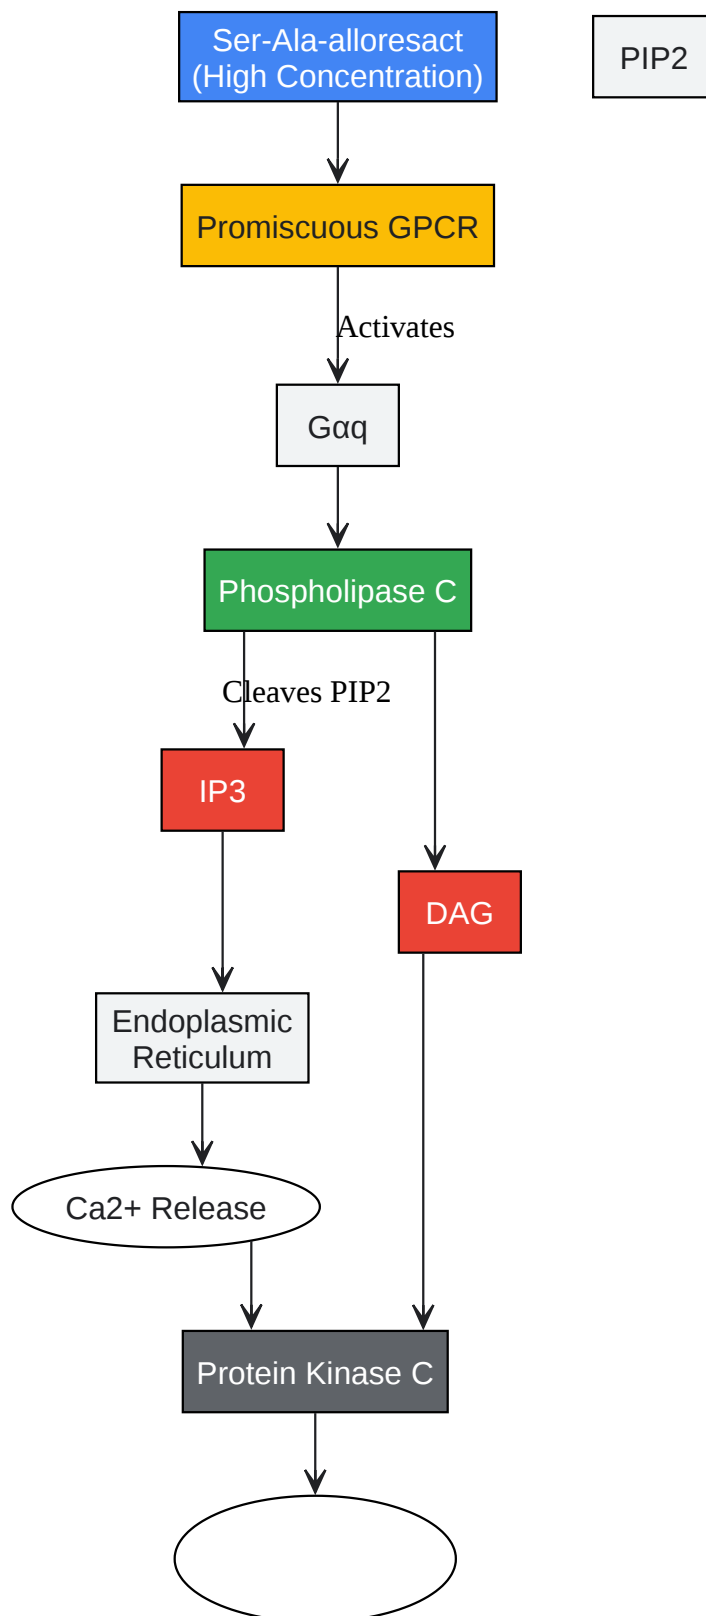 Ser-Ala-alloresact
(High Concentration)
PIP2
Promiscuous GPCR
Activates
Gαq
Phospholipase C
Cleaves PIP2
IP3
DAG
Endoplasmic
Reticulum
Ca2+ Release
Protein Kinase C